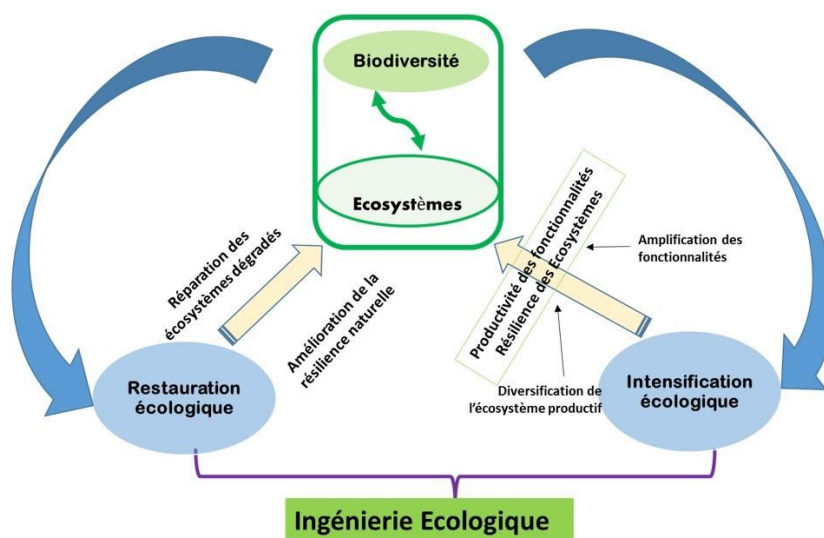 Biodiversité
Ecosystèmes
Réparation des
écosystèmes dégradés
Amélioration de la
résilience naturelle
Productivité des fonctionnalités
Résilience des Ecosystèmes
Amplification des
fonctionnalités
Diversification de
l'écosystème productif
Restauration
écologique
Intensification
écologique
Ingénierie Ecologique